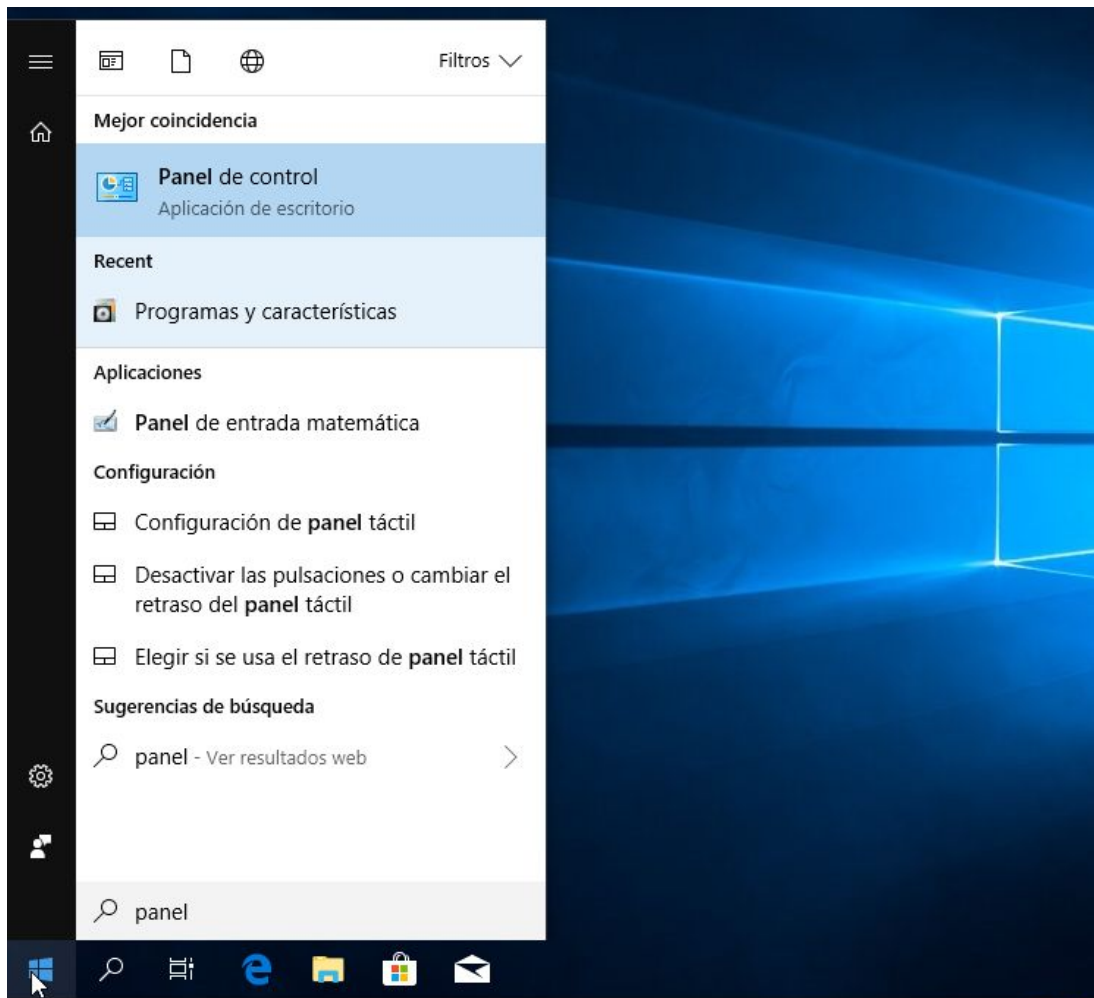 Filtros
Mejor coincidencia
Panel de control
Aplicación de escritorio
Recent
Programas y características
Aplicaciones
Panel de entrada matemática
Configuración
Configuración de panel táctil
Desactivar las pulsaciones o cambiar el
retraso del panel táctil
Elegir si se usa el retraso de panel táctil
Sugerencias de búsqueda
panel - Ver resultados web
panel